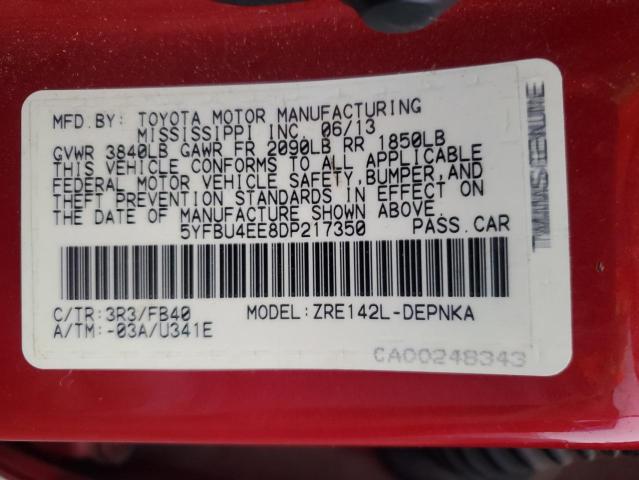 MFD.BY: TOYOTA MOTOR MANUFACTURING
MISSISSIPPI INC. 06/13
GVWR 3840LB GAWR FR 2090LB RR 1850LB
THIS VEHICLE CONFORMS TO ALL APPLICABLE
FEDERAL MOTOR VEHICLE SAFETY,BUMPER,AND
THEFT PREVENTION STANDARDS IN EFFECT ON
THE DATE OF MANUFACTURE SHOWN ABOVE.
5YFBU4EE8DP217350 PASS.CAR
C/TR:3R3/FB40 MODEL:ZRE142L-DEPNKA
A/TM:-03A/U341E
CA00248343